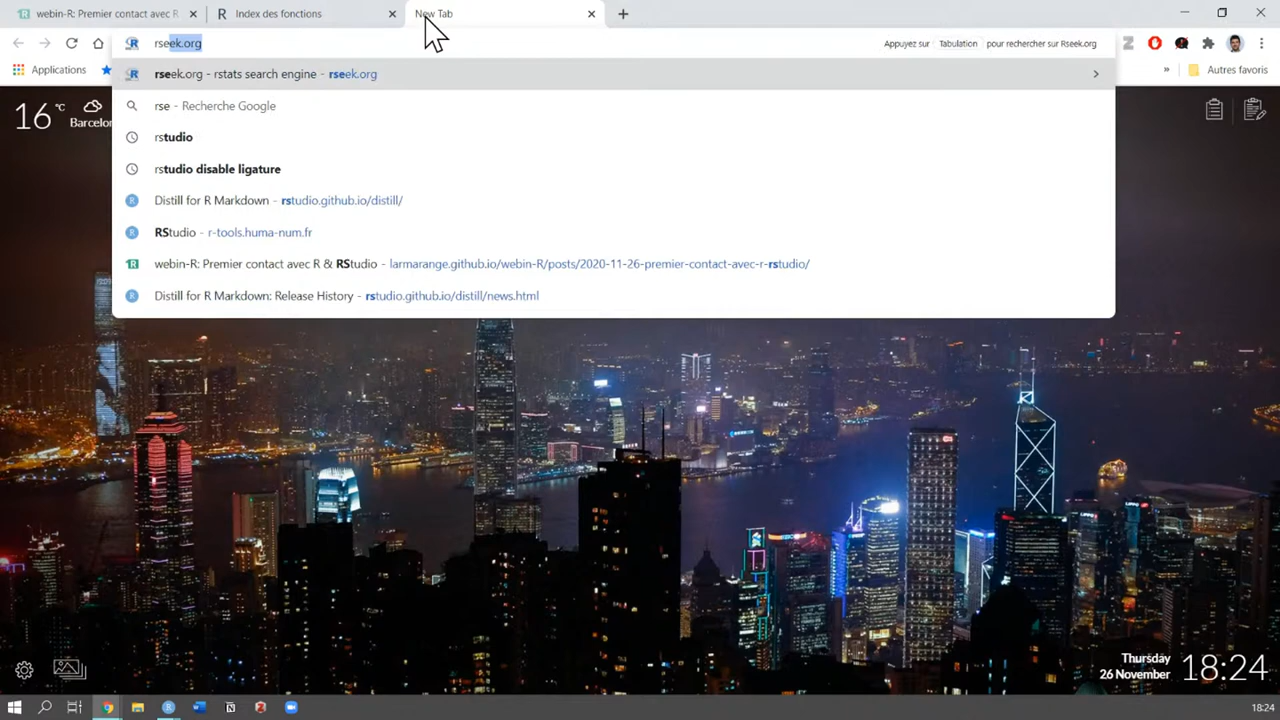 webin-R: Premier contact avec R
Index des fonctions
New Tab
rseek.org
Appuyez sur Tabulation pour rechercher sur Rseek.org
rseek.org - rstats search engine - rseek.org
rse - Recherche Google
rstudio
rstudio disable ligature
Distill for R Markdown - rstudio.github.io/distill/
RStudio - r-tools.huma-num.fr
webin-R: Premier contact avec R & RStudio - larmarange.github.io/webin-R/posts/2020-11-26-premier-contact-avec-r-rstudio/
Distill for R Markdown: Release History - rstudio.github.io/distill/news.html
Applications
»
Autres favoris
16 °C
Barcelon
Thursday
26 November
18:24
18:24